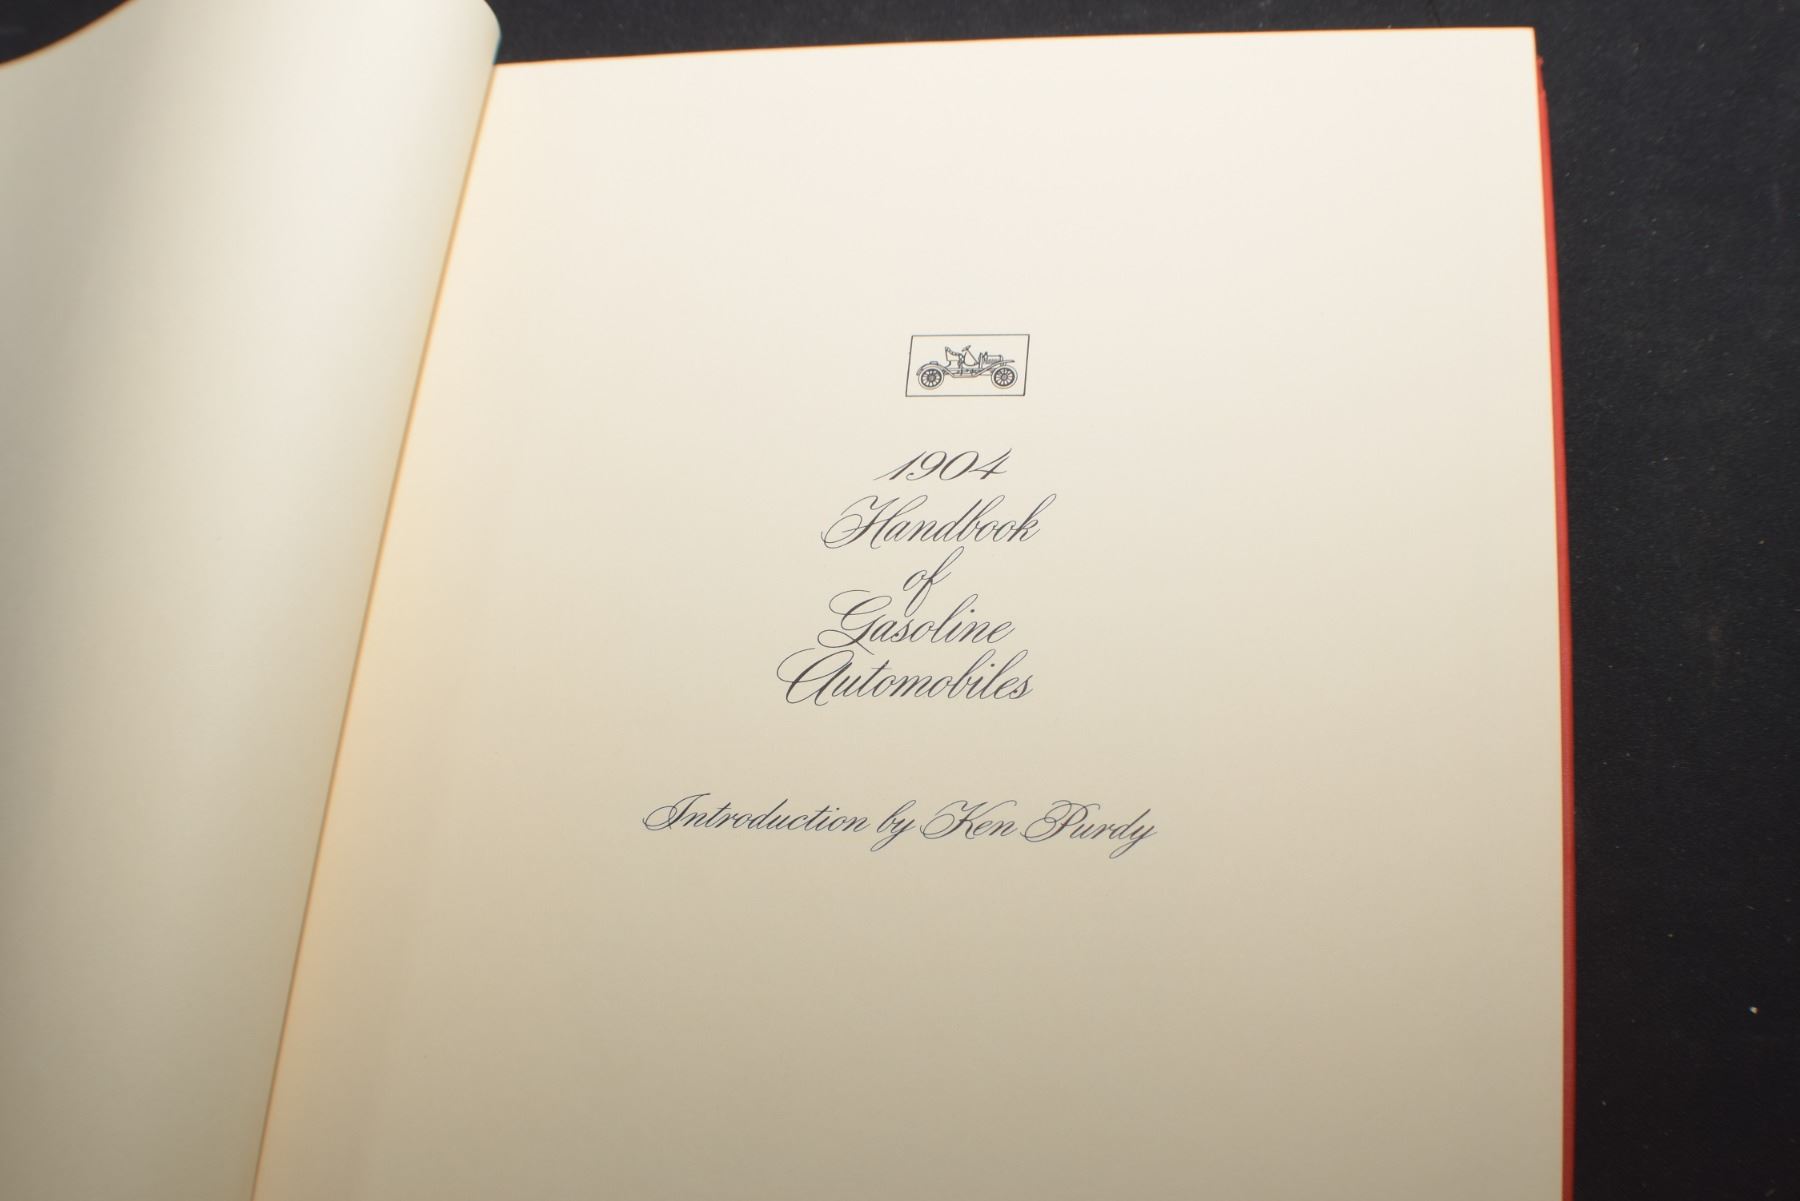 1904
Handbook
of
Gasoline
Automobiles
Introduction by Ken Purdy